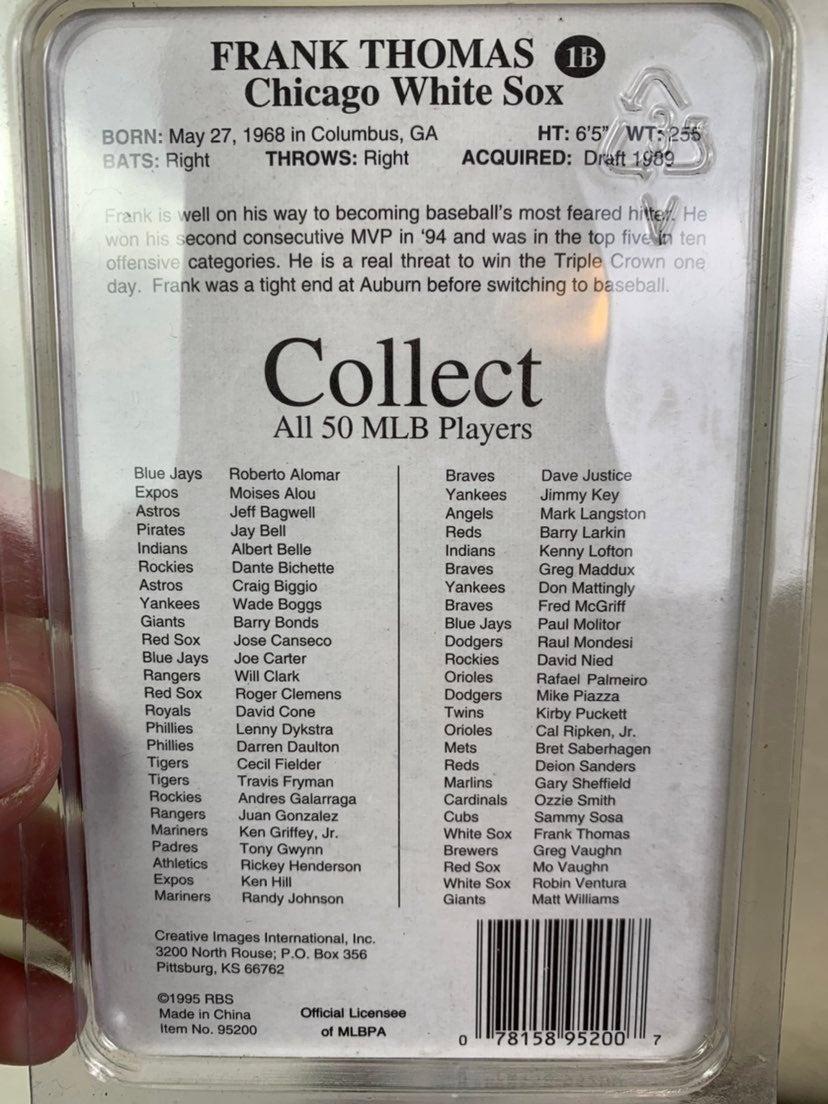 FRANK THOMAS 1B
Chicago White Sox
BORN: May 27, 1968 in Columbus, GA HT: 6'5" WT: 255
BATS: Right THROWS: Right ACQUIRED: Draft 1989
Frank is well on his way to becoming baseball's most feared hitter. He
won his second consecutive MVP in '94 and was in the top five in ten
offensive categories. He is a real threat to win the Triple Crown one
day. Frank was a tight end at Auburn before switching to baseball.
Collect
All 50 MLB Players
Blue Jays Roberto Alomar
Expos Moises Alou
Astros Jeff Bagwell
Pirates Jay Bell
Indians Albert Belle
Rockies Dante Bichette
Astros Craig Biggio
Yankees Wade Boggs
Giants Barry Bonds
Red Sox Jose Canseco
Blue Jays Joe Carter
Rangers Will Clark
Red Sox Roger Clemens
Royals David Cone
Phillies Lenny Dykstra
Phillies Darren Daulton
Tigers Cecil Fielder
Tigers Travis Fryman
Rockies Andres Galarraga
Rangers Juan Gonzalez
Mariners Ken Griffey, Jr.
Padres Tony Gwynn
Athletics Rickey Henderson
Expos Ken Hill
Mariners Randy Johnson
Braves Dave Justice
Yankees Jimmy Key
Angels Mark Langston
Reds Barry Larkin
Indians Kenny Lofton
Braves Greg Maddux
Yankees Don Mattingly
Braves Fred McGriff
Blue Jays Paul Molitor
Dodgers Raul Mondesi
Rockies David Nied
Orioles Rafael Palmeiro
Dodgers Mike Piazza
Twins Kirby Puckett
Orioles Cal Ripken, Jr.
Mets Bret Saberhagen
Reds Deion Sanders
Marlins Gary Sheffield
Cardinals Ozzie Smith
Cubs Sammy Sosa
White Sox Frank Thomas
Brewers Greg Vaughn
Red Sox Mo Vaughn
White Sox Robin Ventura
Giants Matt Williams
Creative Images International, Inc.
3200 North Rouse; P.O. Box 356
Pittsburg, KS 66762
©1995 RBS
Made in China
Item No. 95200
Official Licensee
of MLBPA
0 78158 95200 7
3
V